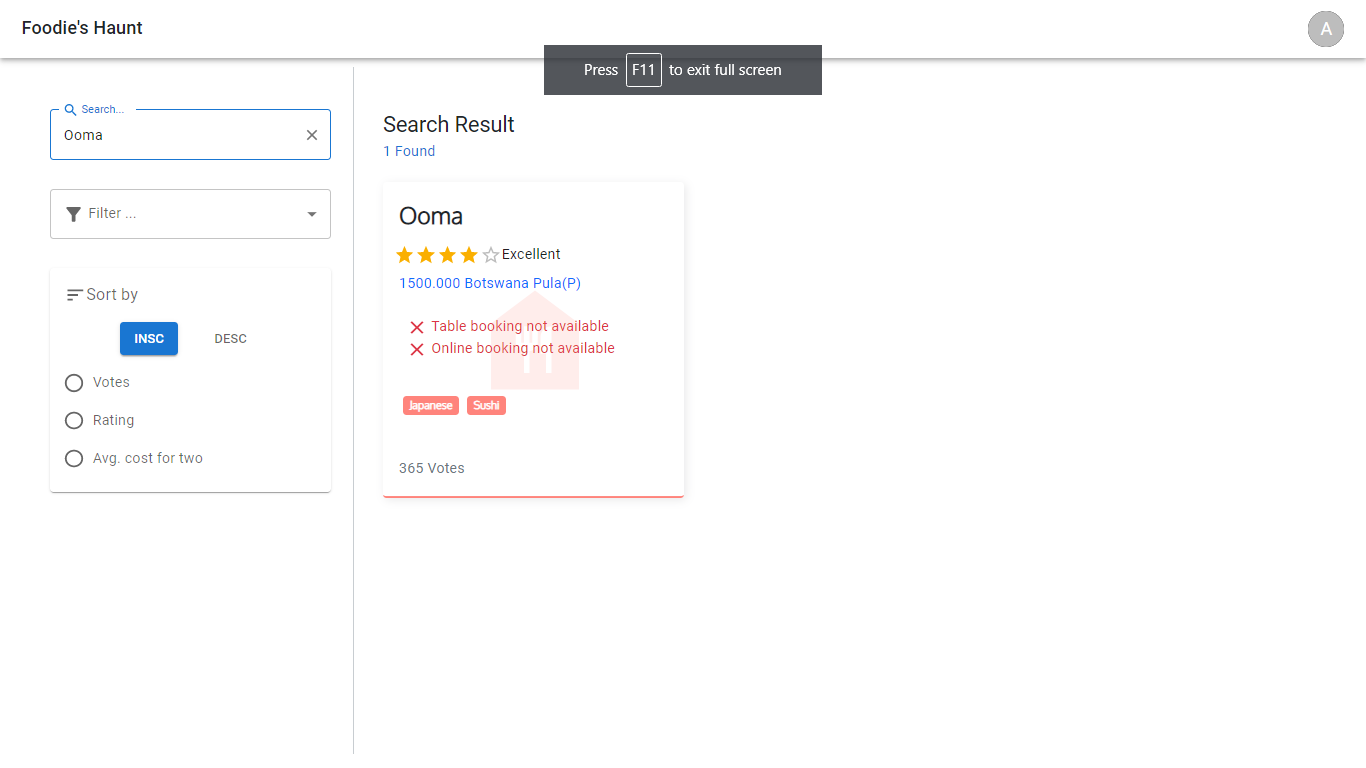 Foodie's Haunt
A
Press F11 to exit full screen
Search...
Ooma
Filter ...
Sort by
INSC DESC
Votes
Rating
Avg. cost for two
Search Result
1 Found
Ooma
Excellent
1500.000 Botswana Pula(P)
Table booking not available
Online booking not available
Japanese Sushi
365 Votes